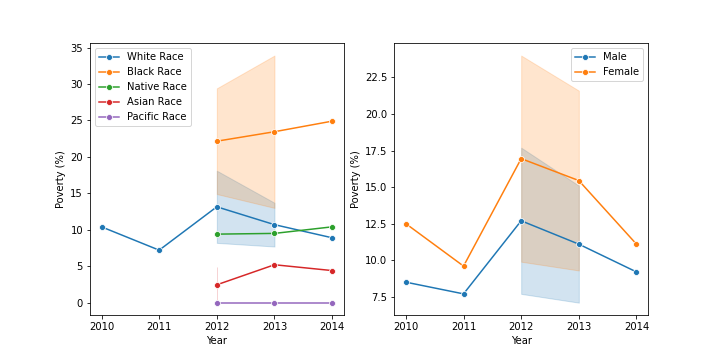 35
30
25
20
15
10
5
0
Poverty (%)
White Race
Black Race
Native Race
Asian Race
Pacific Race
2010 2011 2012 2013 2014
Year
22.5
20.0
17.5
15.0
12.5
10.0
7.5
Poverty (%)
Male
Female
2010 2011 2012 2013 2014
Year